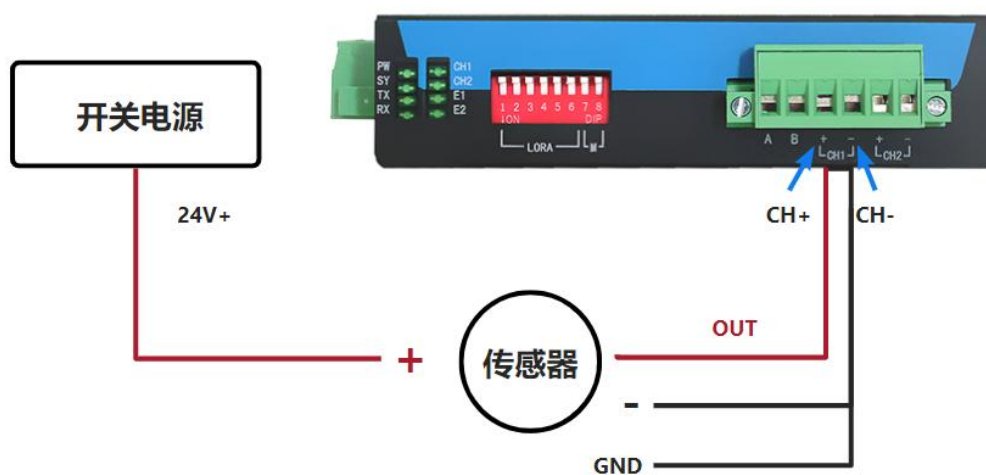 开关电源
PW CH1
SY CH2
TX E1
RX E2
1 2 3 4 5 6 7 8
↓ON DIP
LORA M
A B + - + -
CH1 CH2
24V+
CH+ CH-
OUT
+
传感器
-
GND